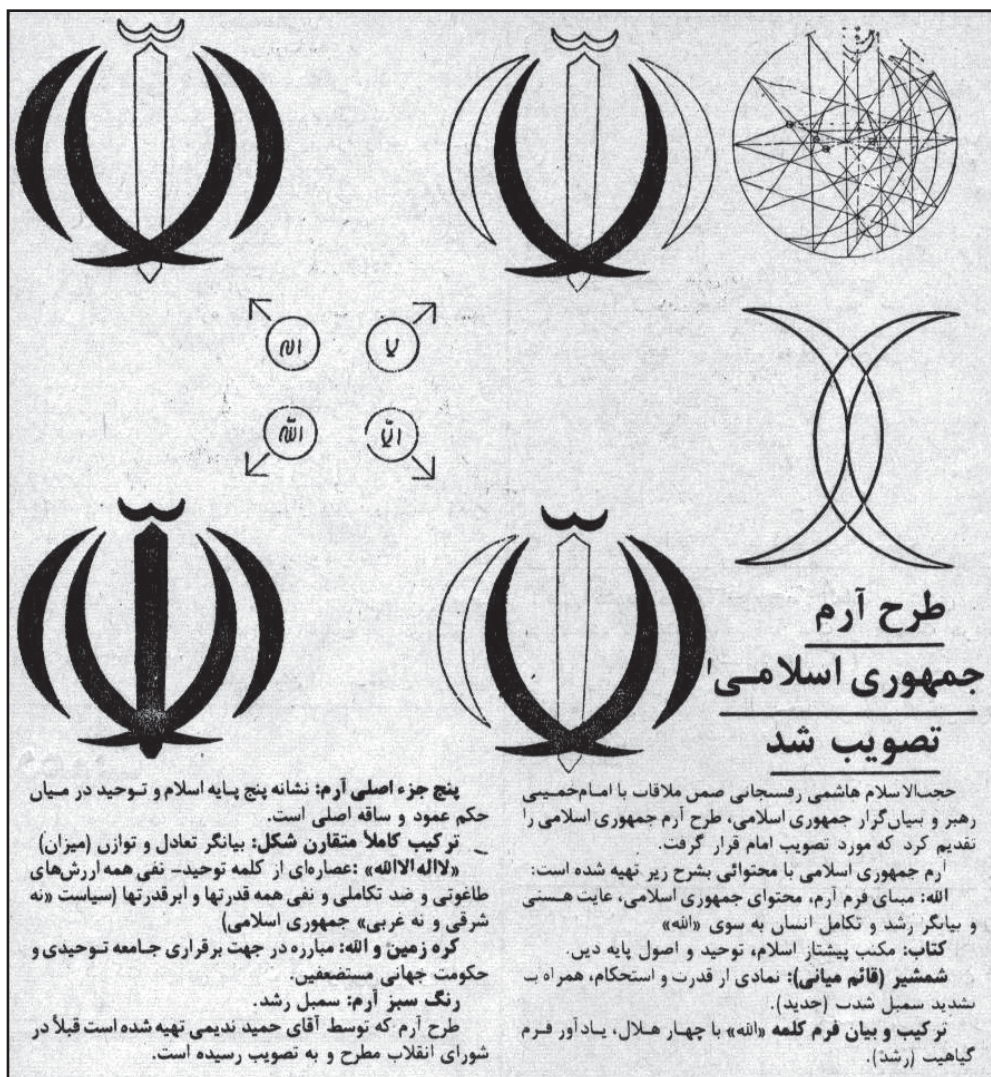 لا
اله
الّا
الله
طرح آرم
جمهوری اسلامی
تصویب شد
حجت‌الاسلام هاشمی رفسنجانی ضمن ملاقات با امام‌خمینی
رهبر و بنیان‌گزار جمهوری اسلامی، طرح آرم جمهوری اسلامی را
تقدیم کرد که مورد تصویب امام قرار گرفت.
آرم جمهوری اسلامی با محتوائی بشرح زیر تهیه شده است:
الله: مبنای فرم آرم، محتوای جمهوری اسلامی، غایت هستی
و بیانگر رشد و تکامل انسان به سوی «الله»
کتاب: مکتب پیشتاز اسلام، توحید و اصول پایه دین.
شمشیر (قائم میانی): نمادی از قدرت و استحکام، همراه با
تشدید سمبل شدت (حدید).
ترکیب و بیان فرم کلمه «الله» با چهار هلال، یادآور فرم
گیاهیت (رشد).
پنج جزء اصلی آرم: نشانه پنج پایه اسلام و توحید در میان
حکم عمود و ساقه اصلی است.
ترکیب کاملاً متقارن شکل: بیانگر تعادل و توازن (میزان)
«لااله الاالله»: عصاره‌ای از کلمه توحید- نفی همه ارزش‌های
طاغوتی و ضد تکاملی و نفی همه قدرتها و ابرقدرتها (سیاست «نه
شرقی و نه غربی» جمهوری اسلامی)
کره زمین و الله: مبارزه در جهت برقراری جامعه توحیدی و
حکومت جهانی مستضعفین.
رنگ سبز آرم: سمبل رشد.
طرح آرم که توسط آقای حمید ندیمی تهیه شده است قبلاً در
شورای انقلاب مطرح و به تصویب رسیده است.